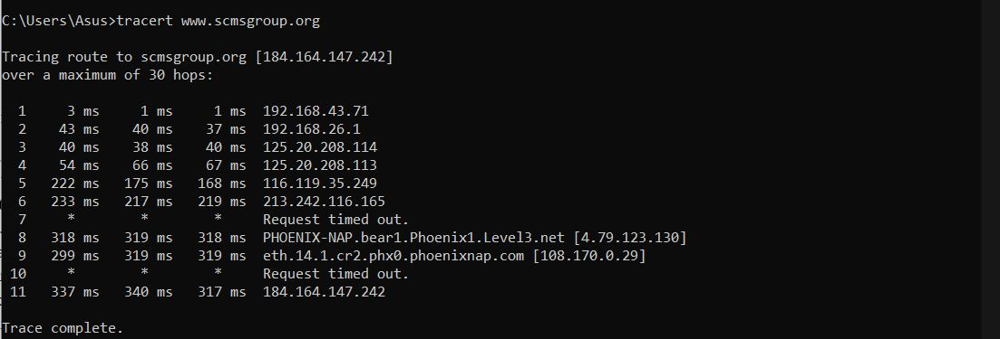 C:\Users\Asus>tracert www.scmsgroup.org
Tracing route to scmsgroup.org [184.164.147.242]
over a maximum of 30 hops:
1 3 ms 1 ms 1 ms 192.168.43.71
2 43 ms 40 ms 37 ms 192.168.26.1
3 40 ms 38 ms 40 ms 125.20.208.114
4 54 ms 66 ms 67 ms 125.20.208.113
5 222 ms 175 ms 168 ms 116.119.35.249
6 233 ms 217 ms 219 ms 213.242.116.165
7 * * * Request timed out.
8 318 ms 319 ms 318 ms PHOENIX-NAP.bear1.Phoenix1.Level3.net [4.79.123.130]
9 299 ms 319 ms 319 ms eth.14.1.cr2.phx0.phoenixnap.com [108.170.0.29]
10 * * * Request timed out.
11 337 ms 340 ms 317 ms 184.164.147.242
Trace complete.